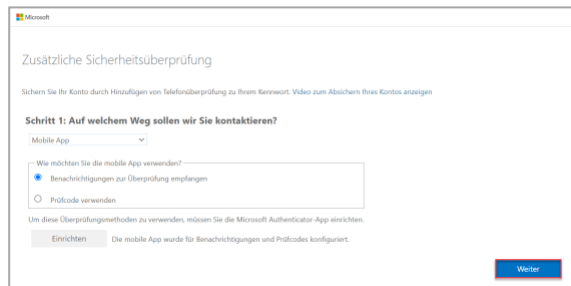 Microsoft
Zusätzliche Sicherheitsüberprüfung
Sichern Sie Ihr Konto durch Hinzufügen von Telefonüberprüfung zu Ihrem Kennwort. Video zum Absichern Ihres Kontos anzeigen
Schritt 1: Auf welchem Weg sollen wir Sie kontaktieren?
Mobile App
Wie möchten Sie die mobile App verwenden?
Benachrichtigungen zur Überprüfung empfangen
Prüfcode verwenden
Um diese Überprüfungsmethoden zu verwenden, müssen Sie die Microsoft Authenticator-App einrichten.
Einrichten Die mobile App wurde für Benachrichtigungen und Prüfcodes konfiguriert.
Weiter